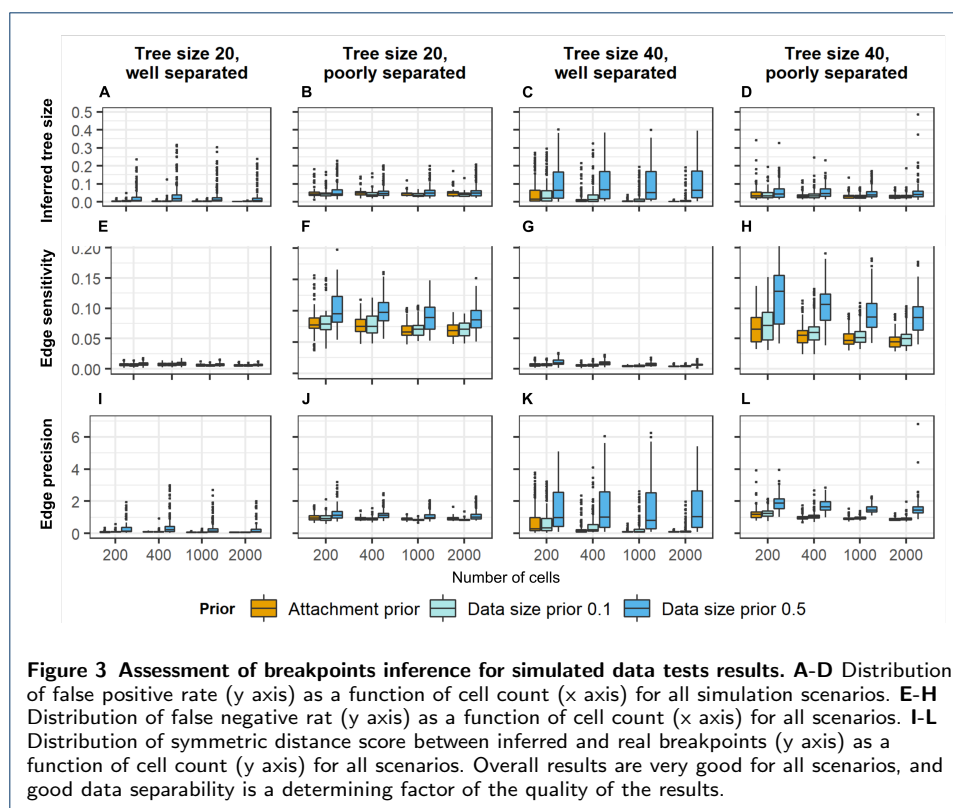 Tree size 20,
well separated
Tree size 20,
poorly separated
Tree size 40,
well separated
Tree size 40,
poorly separated
A
B
C
D
Inferred tree size
0.5
0.4
0.3
0.2
0.1
0.0
E
F
G
H
Edge sensitivity
0.20
0.15
0.10
0.05
0.00
I
J
K
L
Edge precision
6
4
2
0
200 400 1000 2000
200 400 1000 2000
200 400 1000 2000
200 400 1000 2000
Number of cells
Prior Attachment prior Data size prior 0.1 Data size prior 0.5
Figure 3 Assessment of breakpoints inference for simulated data tests results. A-D Distribution
of false positive rate (y axis) as a function of cell count (x axis) for all simulation scenarios. E-H
Distribution of false negative rat (y axis) as a function of cell count (x axis) for all scenarios. I-L
Distribution of symmetric distance score between inferred and real breakpoints (y axis) as a
function of cell count (y axis) for all scenarios. Overall results are very good for all scenarios, and
good data separability is a determining factor of the quality of the results.